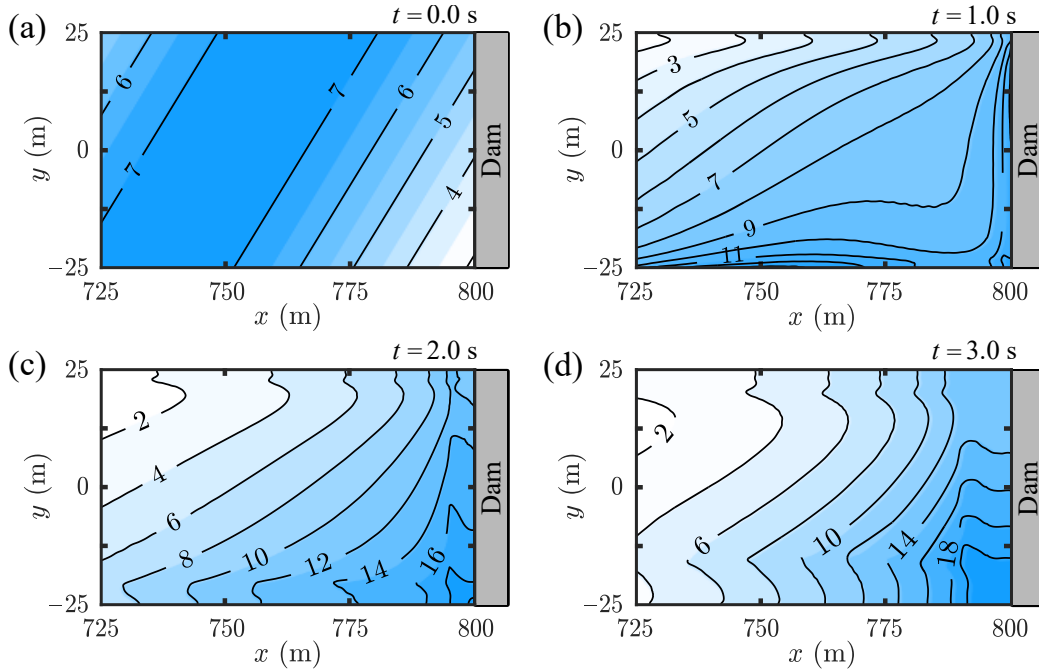 (a)
t = 0.0 s
25
0
−25
y (m)
6
7
7
6
5
4
Dam
725
750
775
800
x (m)
(b)
t = 1.0 s
25
0
−25
y (m)
3
5
7
9
11
Dam
725
750
775
800
x (m)
(c)
t = 2.0 s
25
0
−25
y (m)
2
4
6
8
10
12
14
16
Dam
725
750
775
800
x (m)
(d)
t = 3.0 s
25
0
−25
y (m)
2
6
10
14
18
Dam
725
750
775
800
x (m)